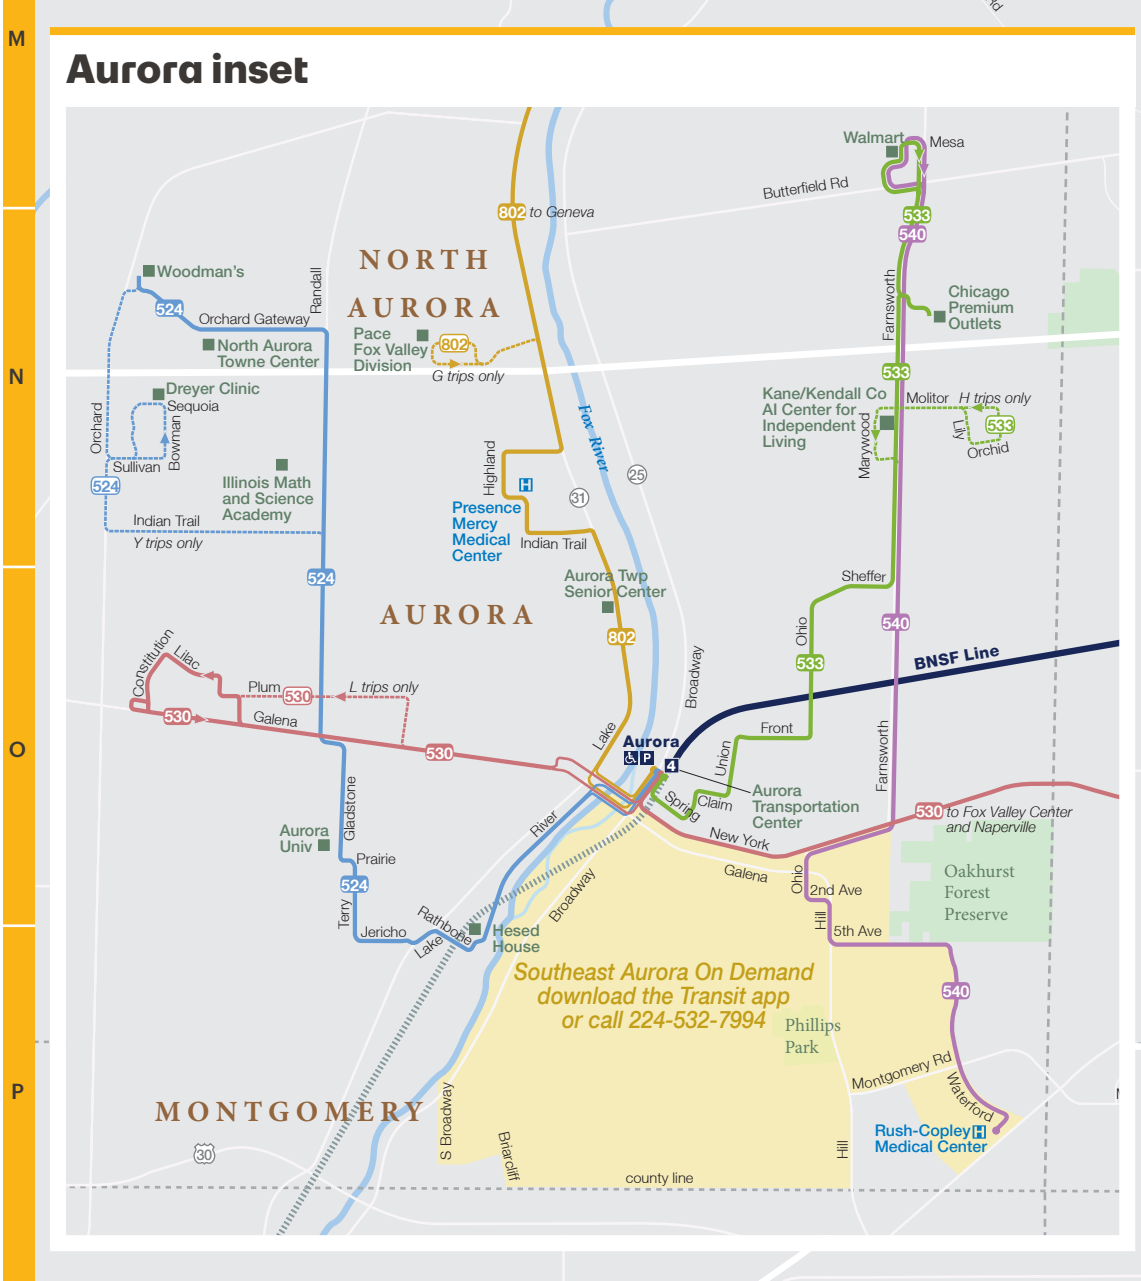 Rd
M
Aurora inset
Walmart
Mesa
Butterfield Rd
802 to Geneva
533
540
NORTH
AURORA
Woodman's
Randall
524
Orchard Gateway
North Aurora
Towne Center
Pace
Fox Valley
Division
802
G trips only
Farnsworth
Chicago
Premium
Outlets
N
533
Dreyer Clinic
Sequoia
Orchard
Bowman
Sullivan
524
Illinois Math
and Science
Academy
Indian Trail
Y trips only
Fox River
Highland
25
31
H
Presence
Mercy
Medical
Center
Indian Trail
Kane/Kendall Co
AI Center for
Independent
Living
Molitor
H trips only
533
Lily
Orchid
Marywood
524
Aurora Twp
Senior Center
Sheffer
AURORA
802
Ohio
540
533
BNSF Line
Constitution
Lilac
Plum
530
L trips only
530
Galena
530
Broadway
Lake
Aurora
P
4
Front
Union
Farnsworth
O
Spring
Claim
Aurora
Transportation
Center
530 to Fox Valley Center
and Naperville
Gladstone
Aurora
Univ
River
New York
Prairie
524
Galena
Ohio
2nd Ave
Oakhurst
Forest
Preserve
Broadway
Terry
Jericho
Rathbone
Lake
Hesed
House
Hill
5th Ave
Southeast Aurora On Demand
download the Transit app
or call 224-532-7994
540
Phillips
Park
P
Montgomery Rd
Waterford
MONTGOMERY
S Broadway
Briarcliff
30
Hill
Rush-Copley H
Medical Center
county line